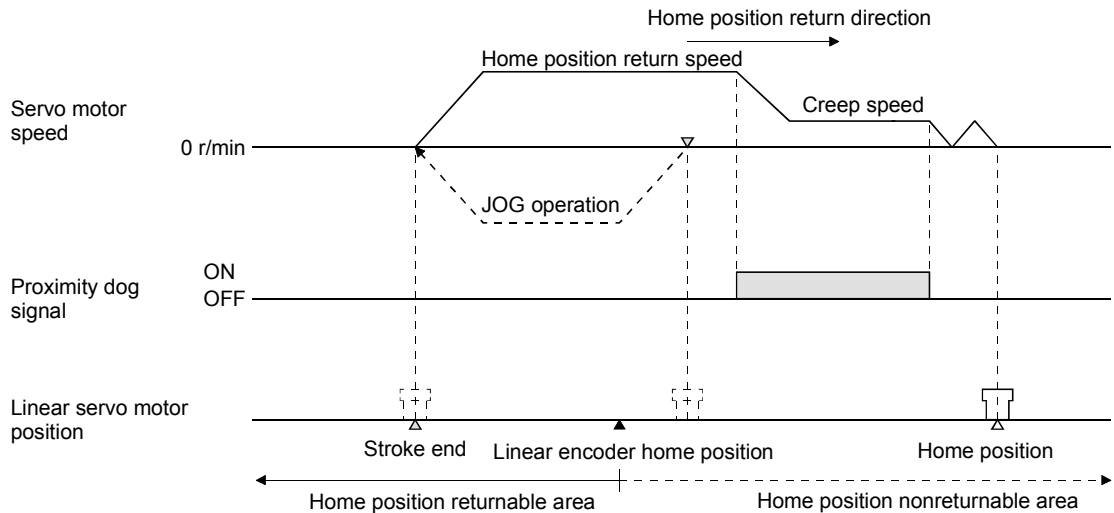 Home position return direction
Home position return speed
Servo motor
speed
Creep speed
0 r/min
JOG operation
ON
Proximity dog
signal
OFF
Linear servo motor
position
Stroke end
Linear encoder home position
Home position
Home position returnable area
Home position nonreturnable area